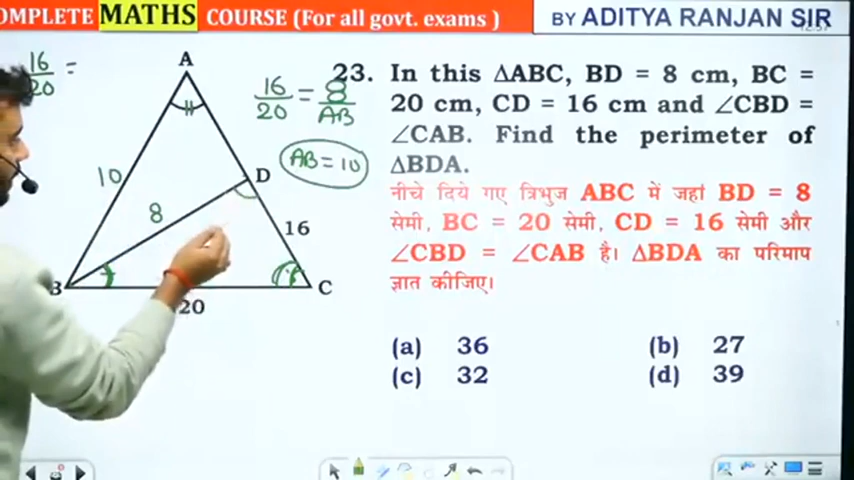 OMPLETE MATHS COURSE (For all govt. exams )
BY ADITYA RANJAN SIR
16/20 =
A
16/20 = 8/AB
AB = 10
10
D
8
16
B
C
20
23. In this ΔABC, BD = 8 cm, BC =
20 cm, CD = 16 cm and ∠CBD =
∠CAB. Find the perimeter of
ΔBDA.
नीचे दिये गए त्रिभुज ABC में जहां BD = 8
सेमी, BC = 20 सेमी, CD = 16 सेमी और
∠CBD = ∠CAB है। ΔBDA का परिमाप
ज्ञात कीजिए।
(a) 36 (b) 27
(c) 32 (d) 39